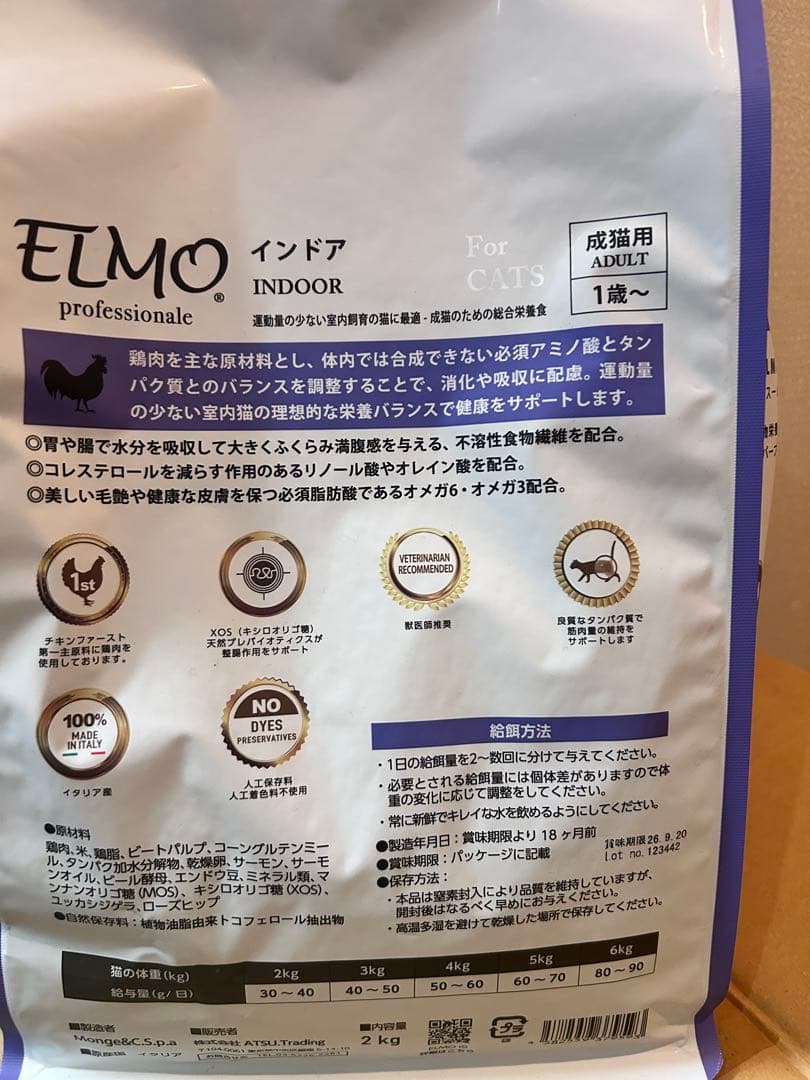 ELMO®
professionale
インドア
INDOOR
運動量の少ない室内飼育の猫に最適 - 成猫のための総合栄養食
For
CATS
成猫用
ADULT
1歳〜
鶏肉を主な原材料とし、体内では合成できない必須アミノ酸とタン
パク質とのバランスを調整することで、消化や吸収に配慮。運動量
の少ない室内猫の理想的な栄養バランスで健康をサポートします。
◎胃や腸で水分を吸収して大きくふくらみ満腹感を与える、不溶性食物繊維を配合。
◎コレステロールを減らす作用のあるリノール酸やオレイン酸を配合。
◎美しい毛艶や健康な皮膚を保つ必須脂肪酸であるオメガ6・オメガ3配合。
1st
チキンファースト
第一主原料に鶏肉を
使用しております。
XOS（キシロオリゴ糖）
天然プレバイオティクスが
整腸作用をサポート
VETERINARIAN
RECOMMENDED
獣医師推奨
良質なタンパク質で
筋肉量の維持を
サポートします
100%
MADE
IN ITALY
イタリア産
NO
DYES
PRESERVATIVES
人工保存料
人工着色料不使用
給餌方法
・1日の給餌量を2〜数回に分けて与えてください。
・必要とされる給餌量には個体差がありますので体
重の変化に応じて調整をしてください。
・常に新鮮でキレイな水を飲めるようにしてください。
●製造年月日：賞味期限より 18 ヶ月前
●賞味期限：パッケージに記載
賞味期限26.9.20
Lot no. 123442
●保存方法：
・本品は窒素封入により品質を維持していますが、
開封後はなるべく早めにお与えください。
・高温多湿を避けて乾燥した場所で保存してください。
●原材料
鶏肉、米、鶏脂、ビートパルプ、コーングルテンミー
ル、タンパク加水分解物、乾燥卵、サーモン、サーモ
ンオイル、ビール酵母、エンドウ豆、ミネラル類、マ
ンナンオリゴ糖（MOS）、キシロオリゴ糖（XOS）、
ユッカシジゲラ、ローズヒップ
●自然保存料：植物油脂由来トコフェロール抽出物
猫の体重(kg) 2kg 3kg 4kg 5kg 6kg
給与量(g/日) 30〜40 40〜50 50〜60 60〜70 80〜90
■製造者
Monge&C.S.p.a
■原産国 イタリア
■販売者
株式会社 ATSU.Trading
■内容量
2 kg
プラ